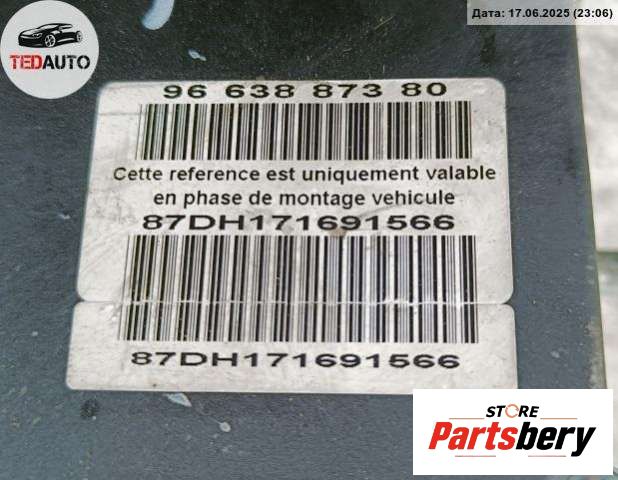 Дата: 17.06.2025 (23:06)
TEDAUTO
96 638 873 80
Cette reference est uniquement valable
en phase de montage vehicule
87DH171691566
87DH171691566
STORE
Partsbery